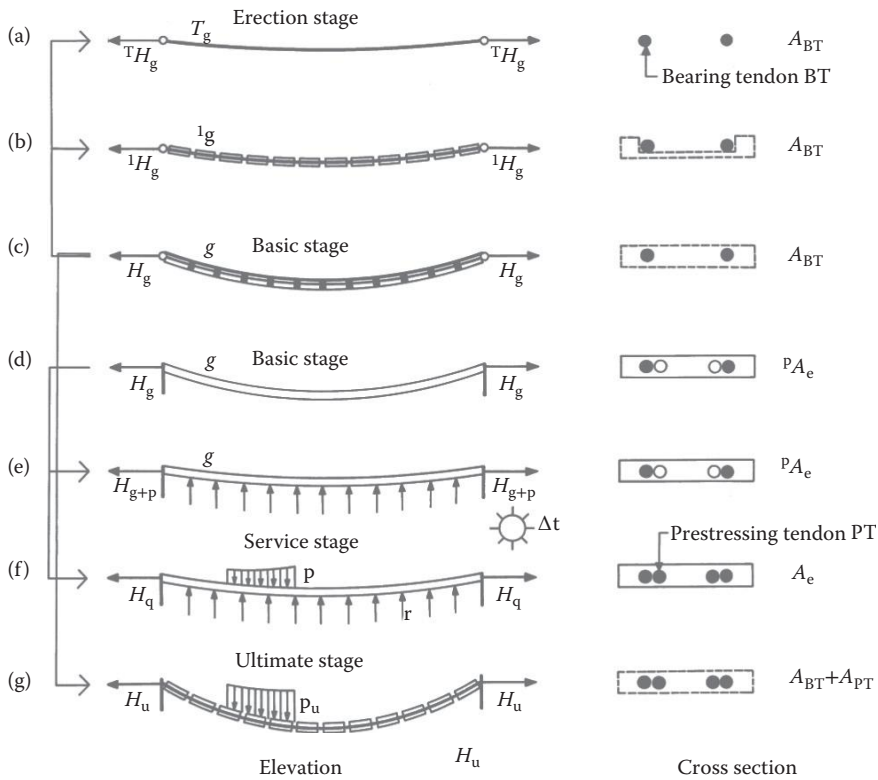 Erection stage
(a) T_g A_BT
ᵀH_g ᵀH_g
Bearing tendon BT
(b) ¹g A_BT
¹H_g ¹H_g
(c) g Basic stage A_BT
H_g H_g
(d) g Basic stage ᴾA_e
H_g H_g
(e) g ᴾA_e
H_g+p H_g+p
Δt
Service stage Prestressing tendon PT
(f) p A_e
H_q r H_q
Ultimate stage
(g) p_u A_BT+A_PT
H_u H_u
H_u
Elevation Cross section